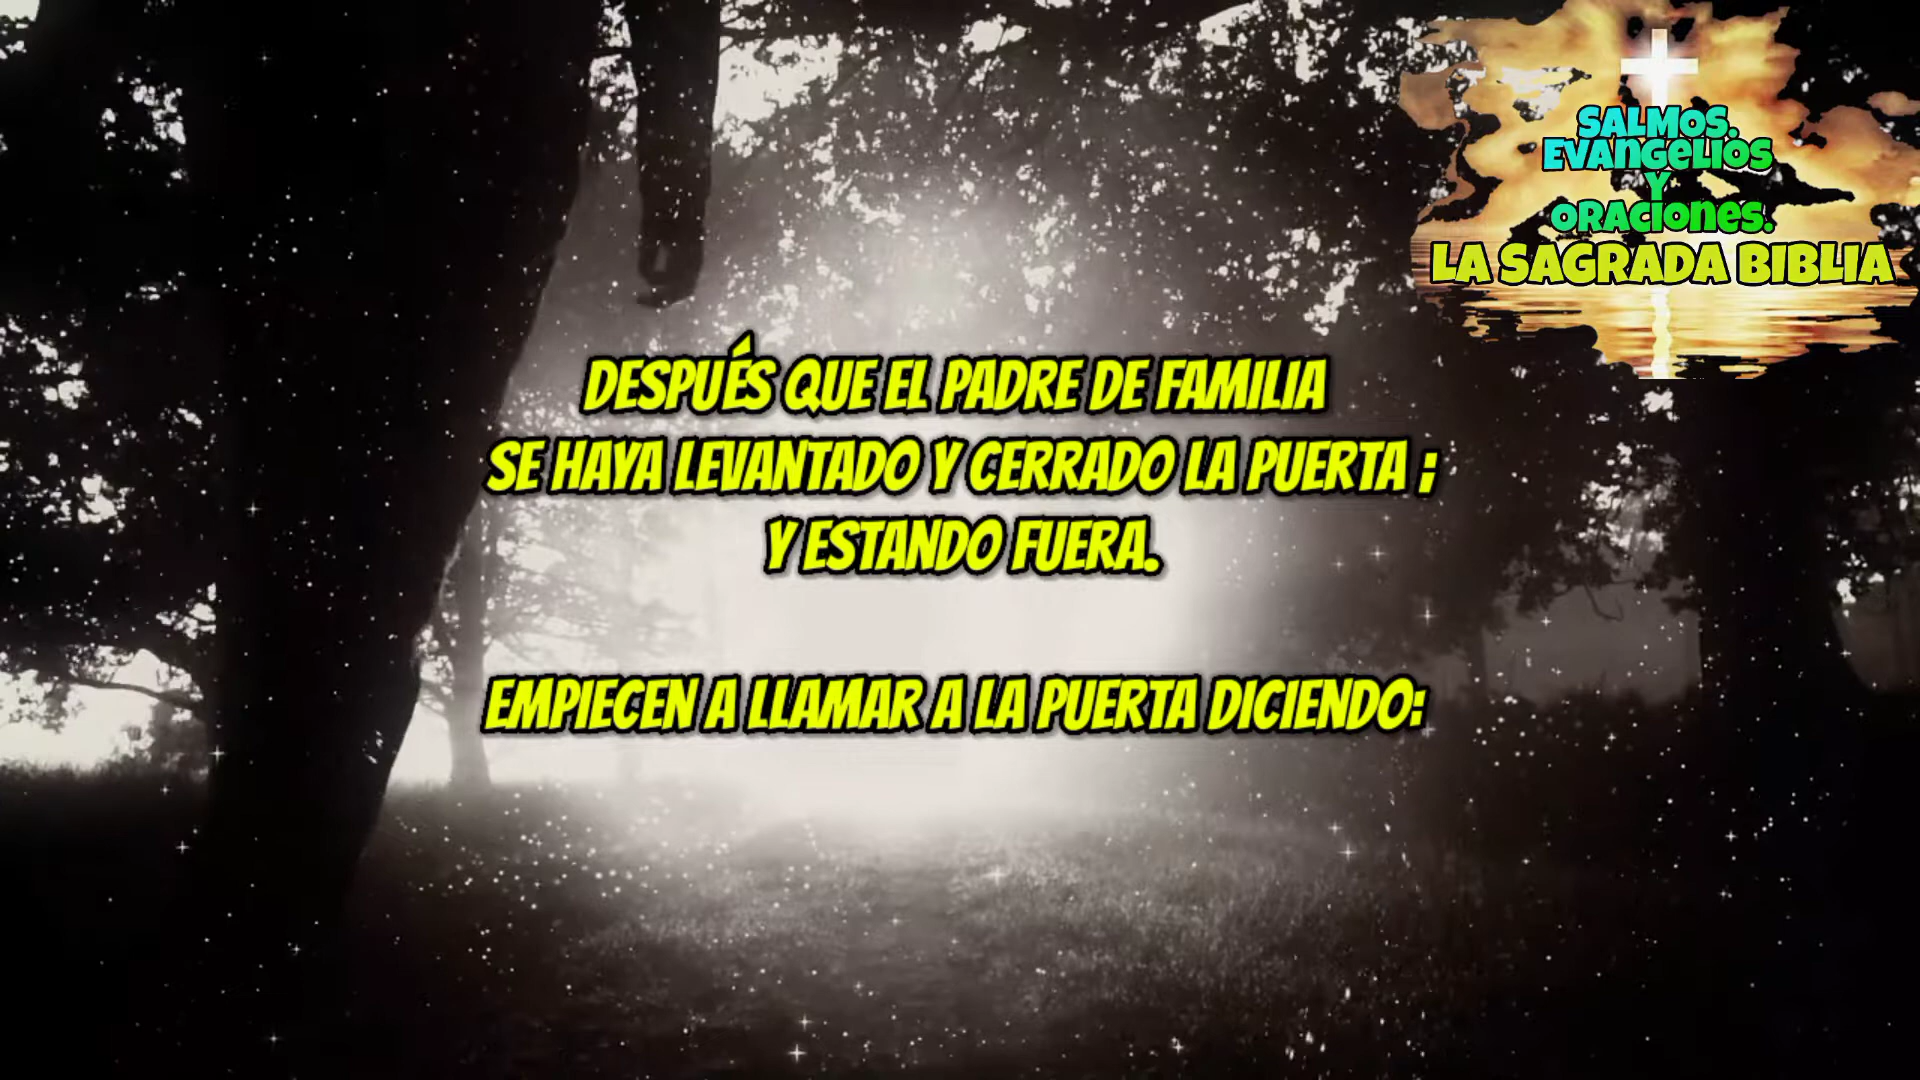 SALMOS.
EVANGELIOS
Y
ORACIONES.
LA SAGRADA BIBLIA
DESPUÉS QUE EL PADRE DE FAMILIA
SE HAYA LEVANTADO Y CERRADO LA PUERTA ;
Y ESTANDO FUERA.
EMPIECEN A LLAMAR A LA PUERTA DICIENDO: